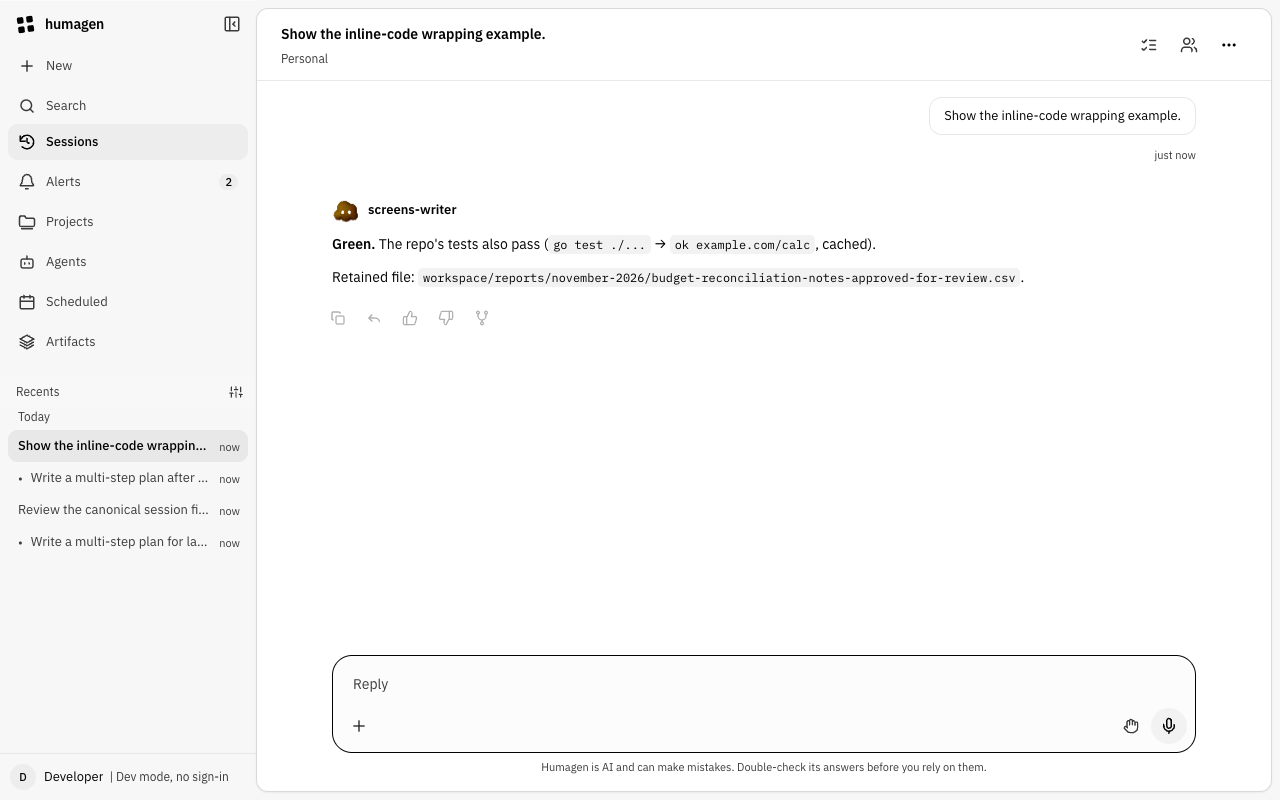 humagen
New
Search
Sessions
Alerts 2
Projects
Agents
Scheduled
Artifacts
Recents
Today
Show the inline-code wrappin... now
• Write a multi-step plan after ... now
Review the canonical session fi... now
• Write a multi-step plan for la... now
D Developer | Dev mode, no sign-in
Show the inline-code wrapping example.
Personal
Show the inline-code wrapping example.
just now
screens-writer
Green. The repo's tests also pass ( go test ./... → ok example.com/calc , cached).
Retained file: workspace/reports/november-2026/budget-reconciliation-notes-approved-for-review.csv .
Reply
Humagen is AI and can make mistakes. Double-check its answers before you rely on them.